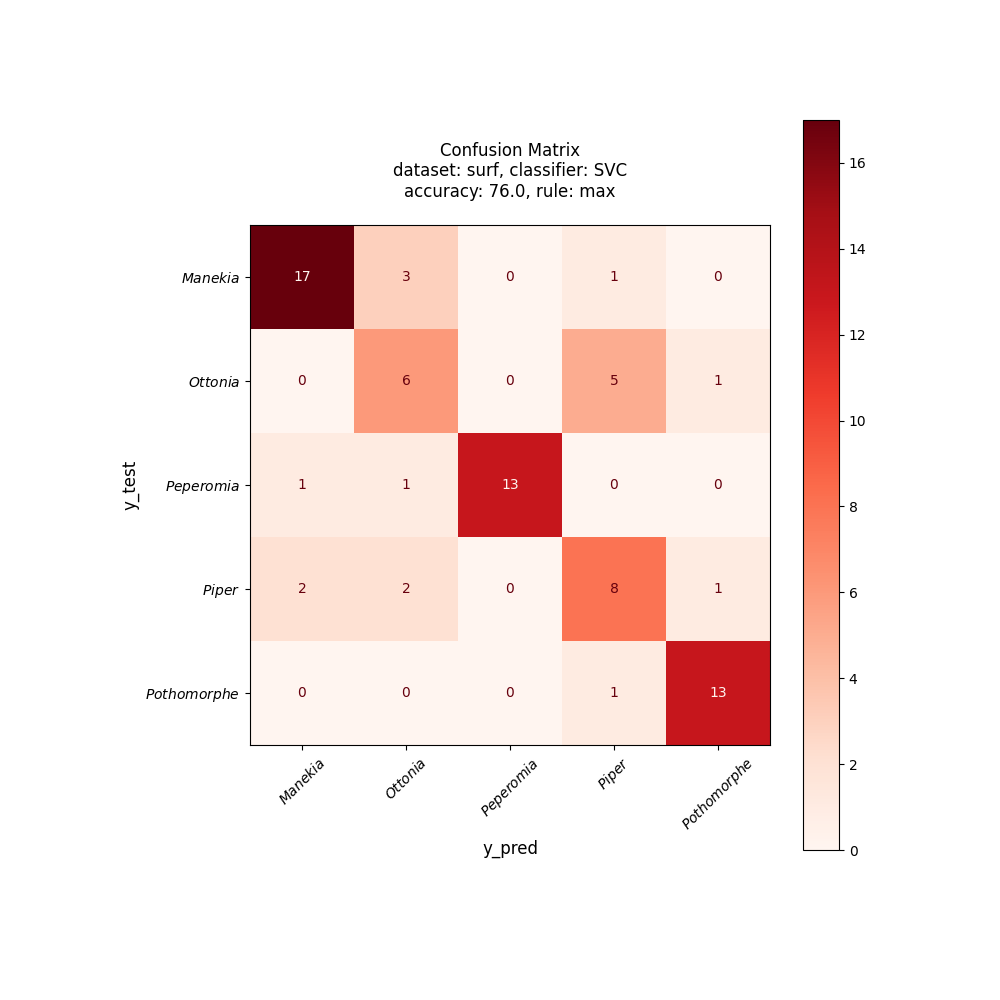 Confusion Matrix
dataset: surf, classifier: SVC
accuracy: 76.0, rule: max
Manekia 17 3 0 1 0
Ottonia 0 6 0 5 1
Peperomia 1 1 13 0 0
Piper 2 2 0 8 1
Pothomorphe 0 0 0 1 13
Manekia Ottonia Peperomia Piper Pothomorphe
y_pred
y_test
16
14
12
10
8
6
4
2
0